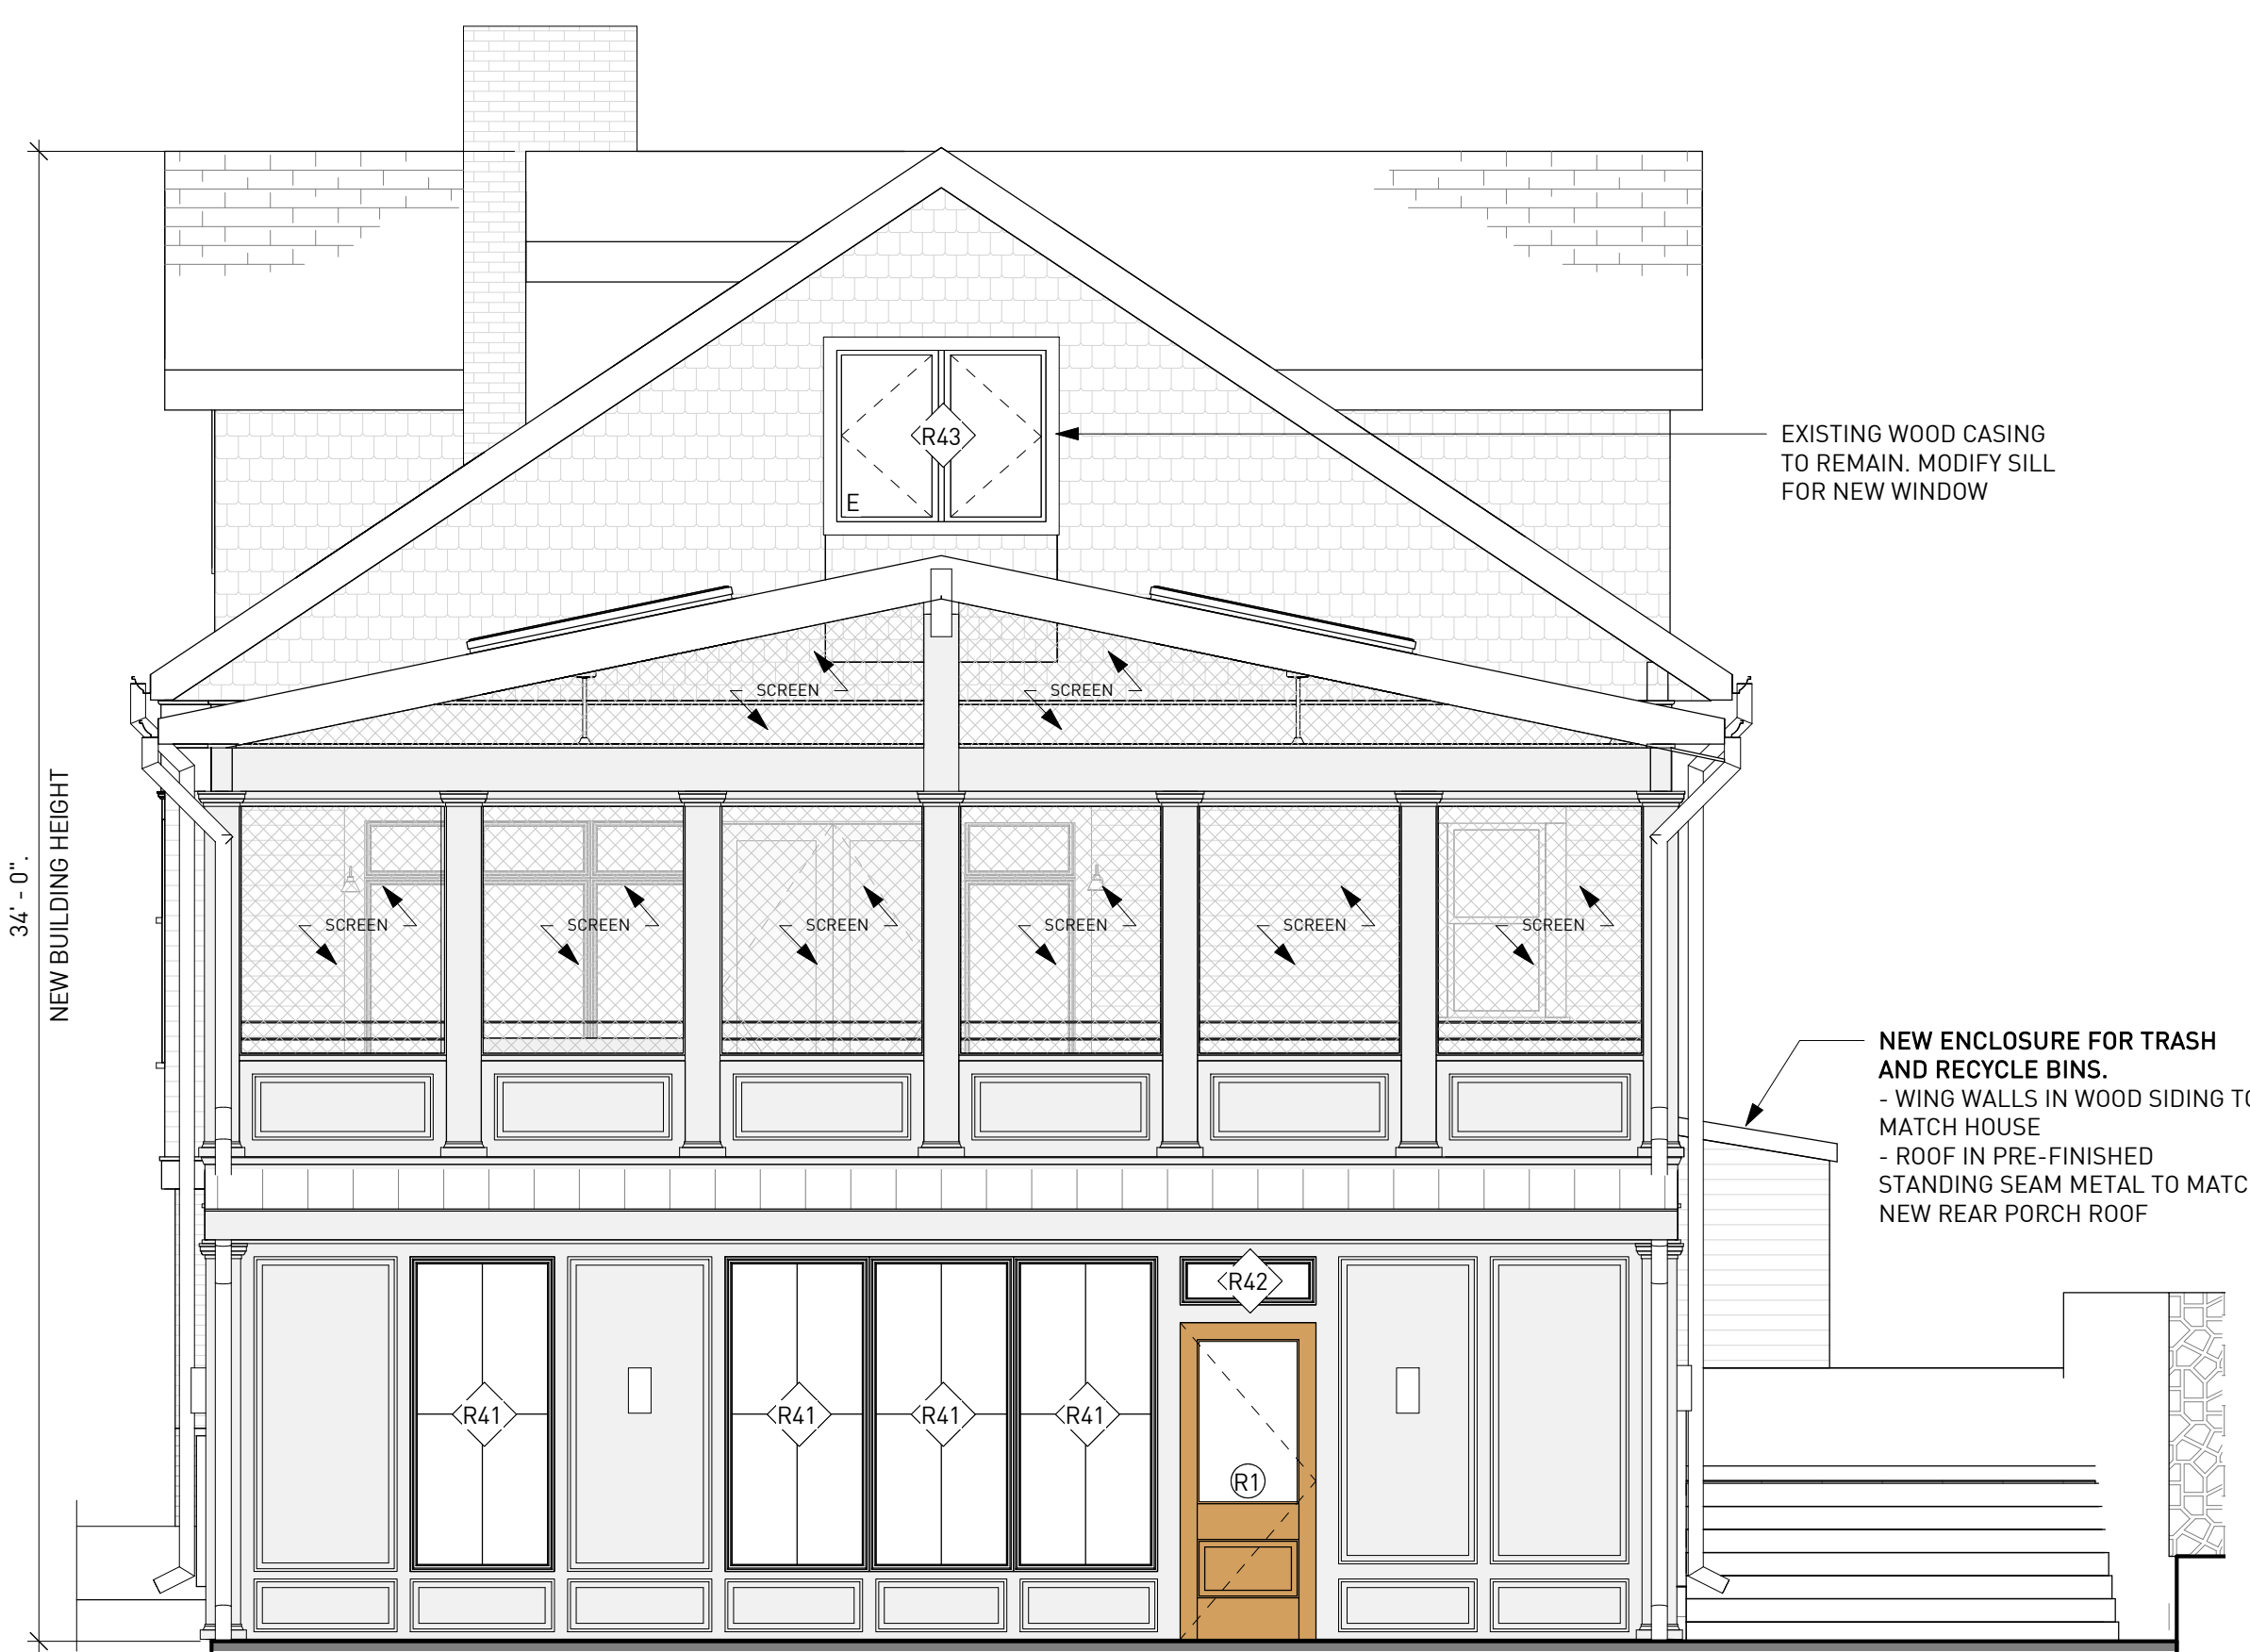 R43
E
EXISTING WOOD CASING
TO REMAIN. MODIFY SILL
FOR NEW WINDOW
SCREEN
SCREEN
34' - 0".
NEW BUILDING HEIGHT
SCREEN
SCREEN
SCREEN
SCREEN
SCREEN
SCREEN
NEW ENCLOSURE FOR TRASH
AND RECYCLE BINS.
- WING WALLS IN WOOD SIDING TO
MATCH HOUSE
- ROOF IN PRE-FINISHED
STANDING SEAM METAL TO MATC
NEW REAR PORCH ROOF
R42
R41
R41
R41
R41
R1